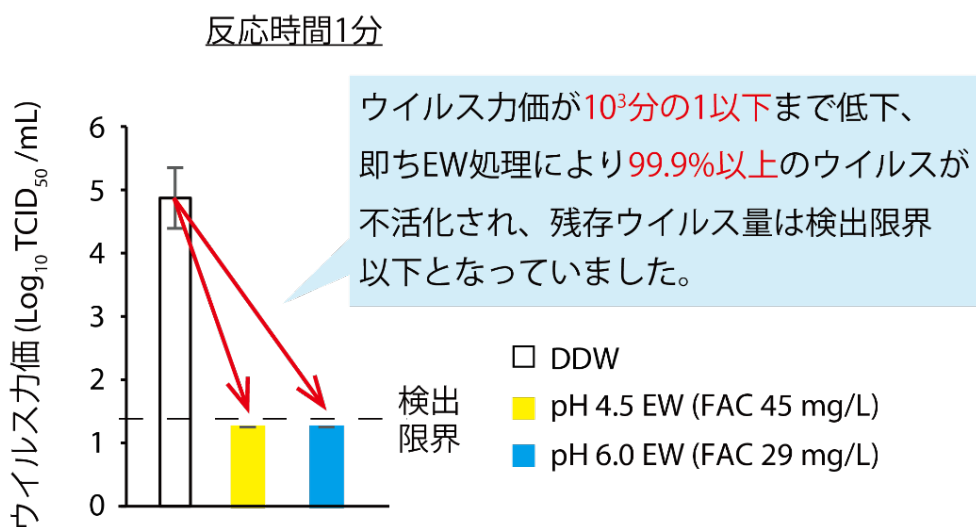 反応時間1分
ウイルス力価が10³分の1以下まで低下、
即ちEW処理により99.9%以上のウイルスが
不活化され、残存ウイルス量は検出限界
以下となっていました。
ウイルス力価 (Log₁₀ TCID₅₀ /mL)
6
5
4
3
2
1
0
検出
限界
DDW
pH 4.5 EW (FAC 45 mg/L)
pH 6.0 EW (FAC 29 mg/L)